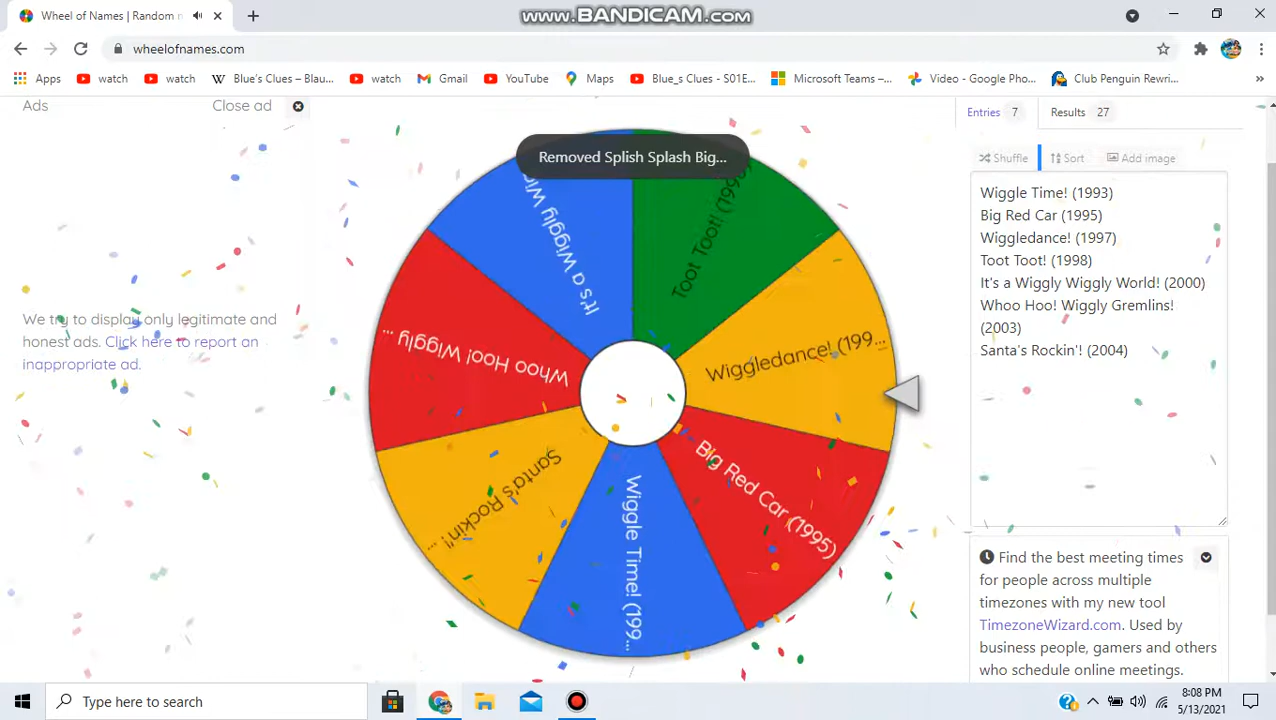 www.BANDICAM.com
Wheel of Names | Random n
wheelofnames.com
Apps watch watch Blue's Clues – Blau... watch Gmail YouTube Maps Blue_s Clues - S01E... Microsoft Teams –... Video - Google Pho... Club Penguin Rewri... »
Ads Close ad
Entries 7 Results 27
Removed Splish Splash Big...
Shuffle Sort Add image
Wiggle Time! (1993)
Big Red Car (1995)
Wiggledance! (1997)
Toot Toot! (1998)
It's a Wiggly Wiggly World! (2000)
Whoo Hoo! Wiggly Gremlins!
(2003)
Santa's Rockin'! (2004)
We try to display only legitimate and
honest ads. Click here to report an
inappropriate ad.
It's a Wiggly Wig
Toot Toot! (1998)
Wiggledance! (199...
Big Red Car (1995)
Wiggle Time! (199...
Santa's Rockin'! ...
Whoo Hoo! Wiggly ...
Find the best meeting times
for people across multiple
timezones with my new tool
TimezoneWizard.com. Used by
business people, gamers and others
who schedule online meetings.
Type here to search
8:08 PM
5/13/2021